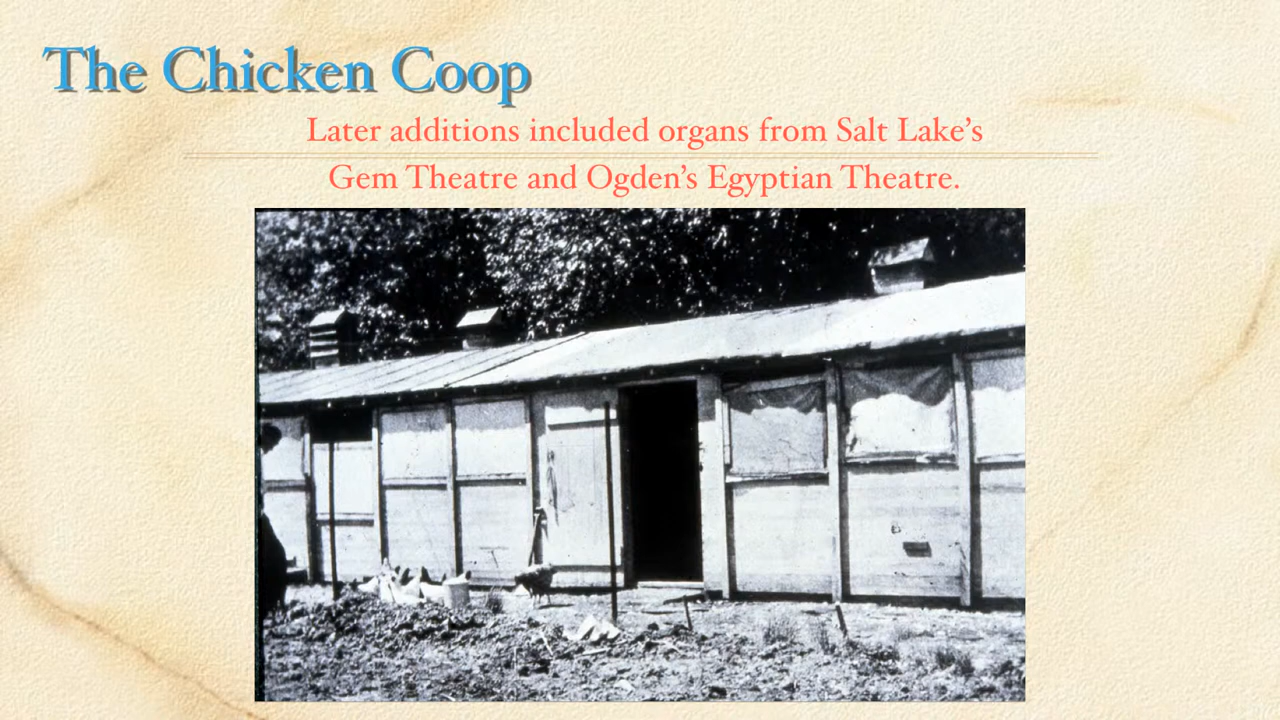 The Chicken Coop
Later additions included organs from Salt Lake’s
Gem Theatre and Ogden’s Egyptian Theatre.